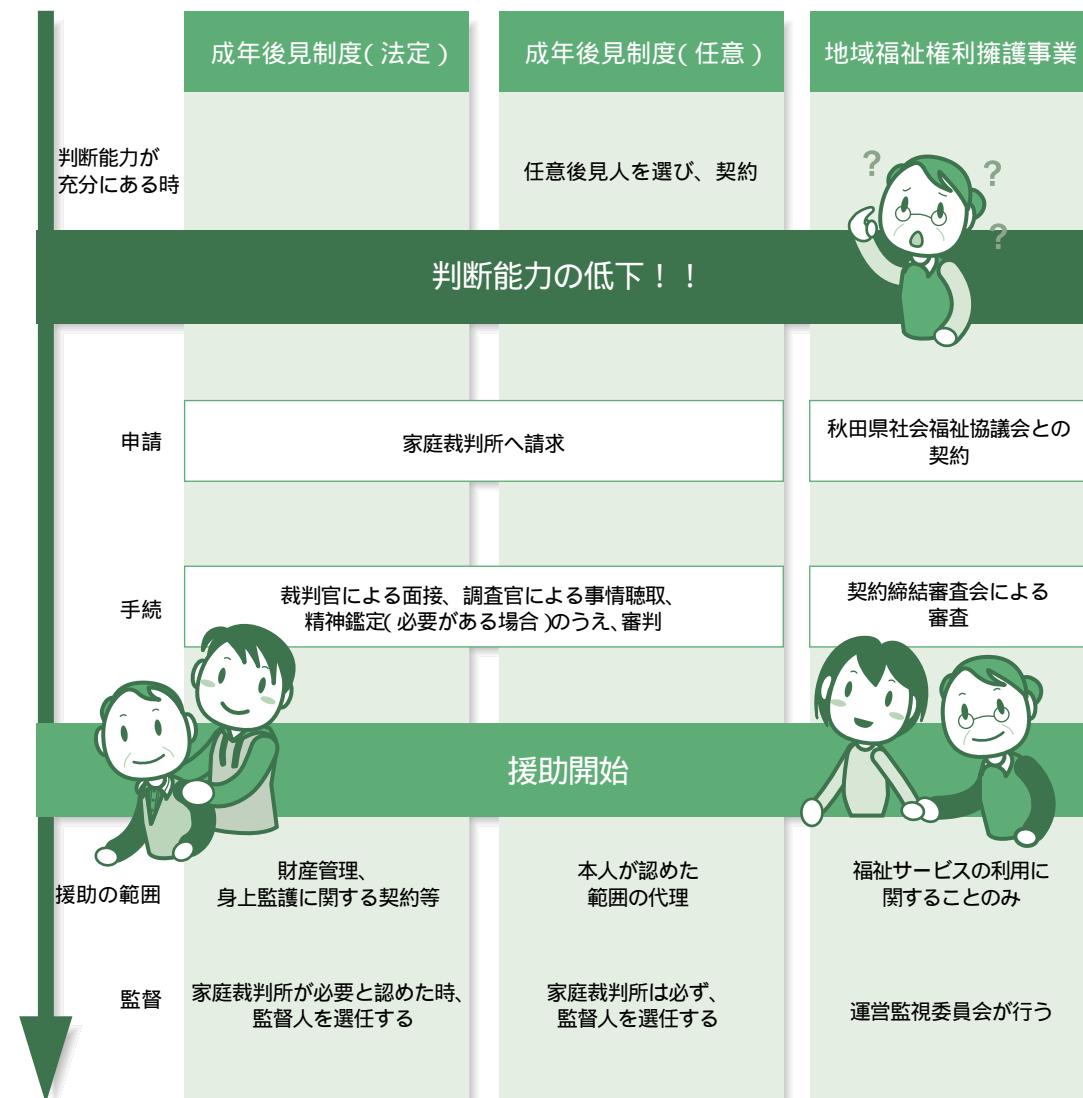 成年後見制度(法定)
成年後見制度(任意)
地域福祉権利擁護事業
判断能力が
充分にある時
任意後見人を選び、契約
?
?
?
判断能力の低下！！
申請
家庭裁判所へ請求
秋田県社会福祉協議会との
契約
手続
裁判官による面接、調査官による事情聴取、
精神鑑定(必要がある場合)のうえ、審判
契約締結審査会による
審査
援助開始
援助の範囲
財産管理、
身上監護に関する契約等
本人が認めた
範囲の代理
福祉サービスの利用に
関することのみ
監督
家庭裁判所が必要と認めた時、
監督人を選任する
家庭裁判所は必ず、
監督人を選任する
運営監視委員会が行う